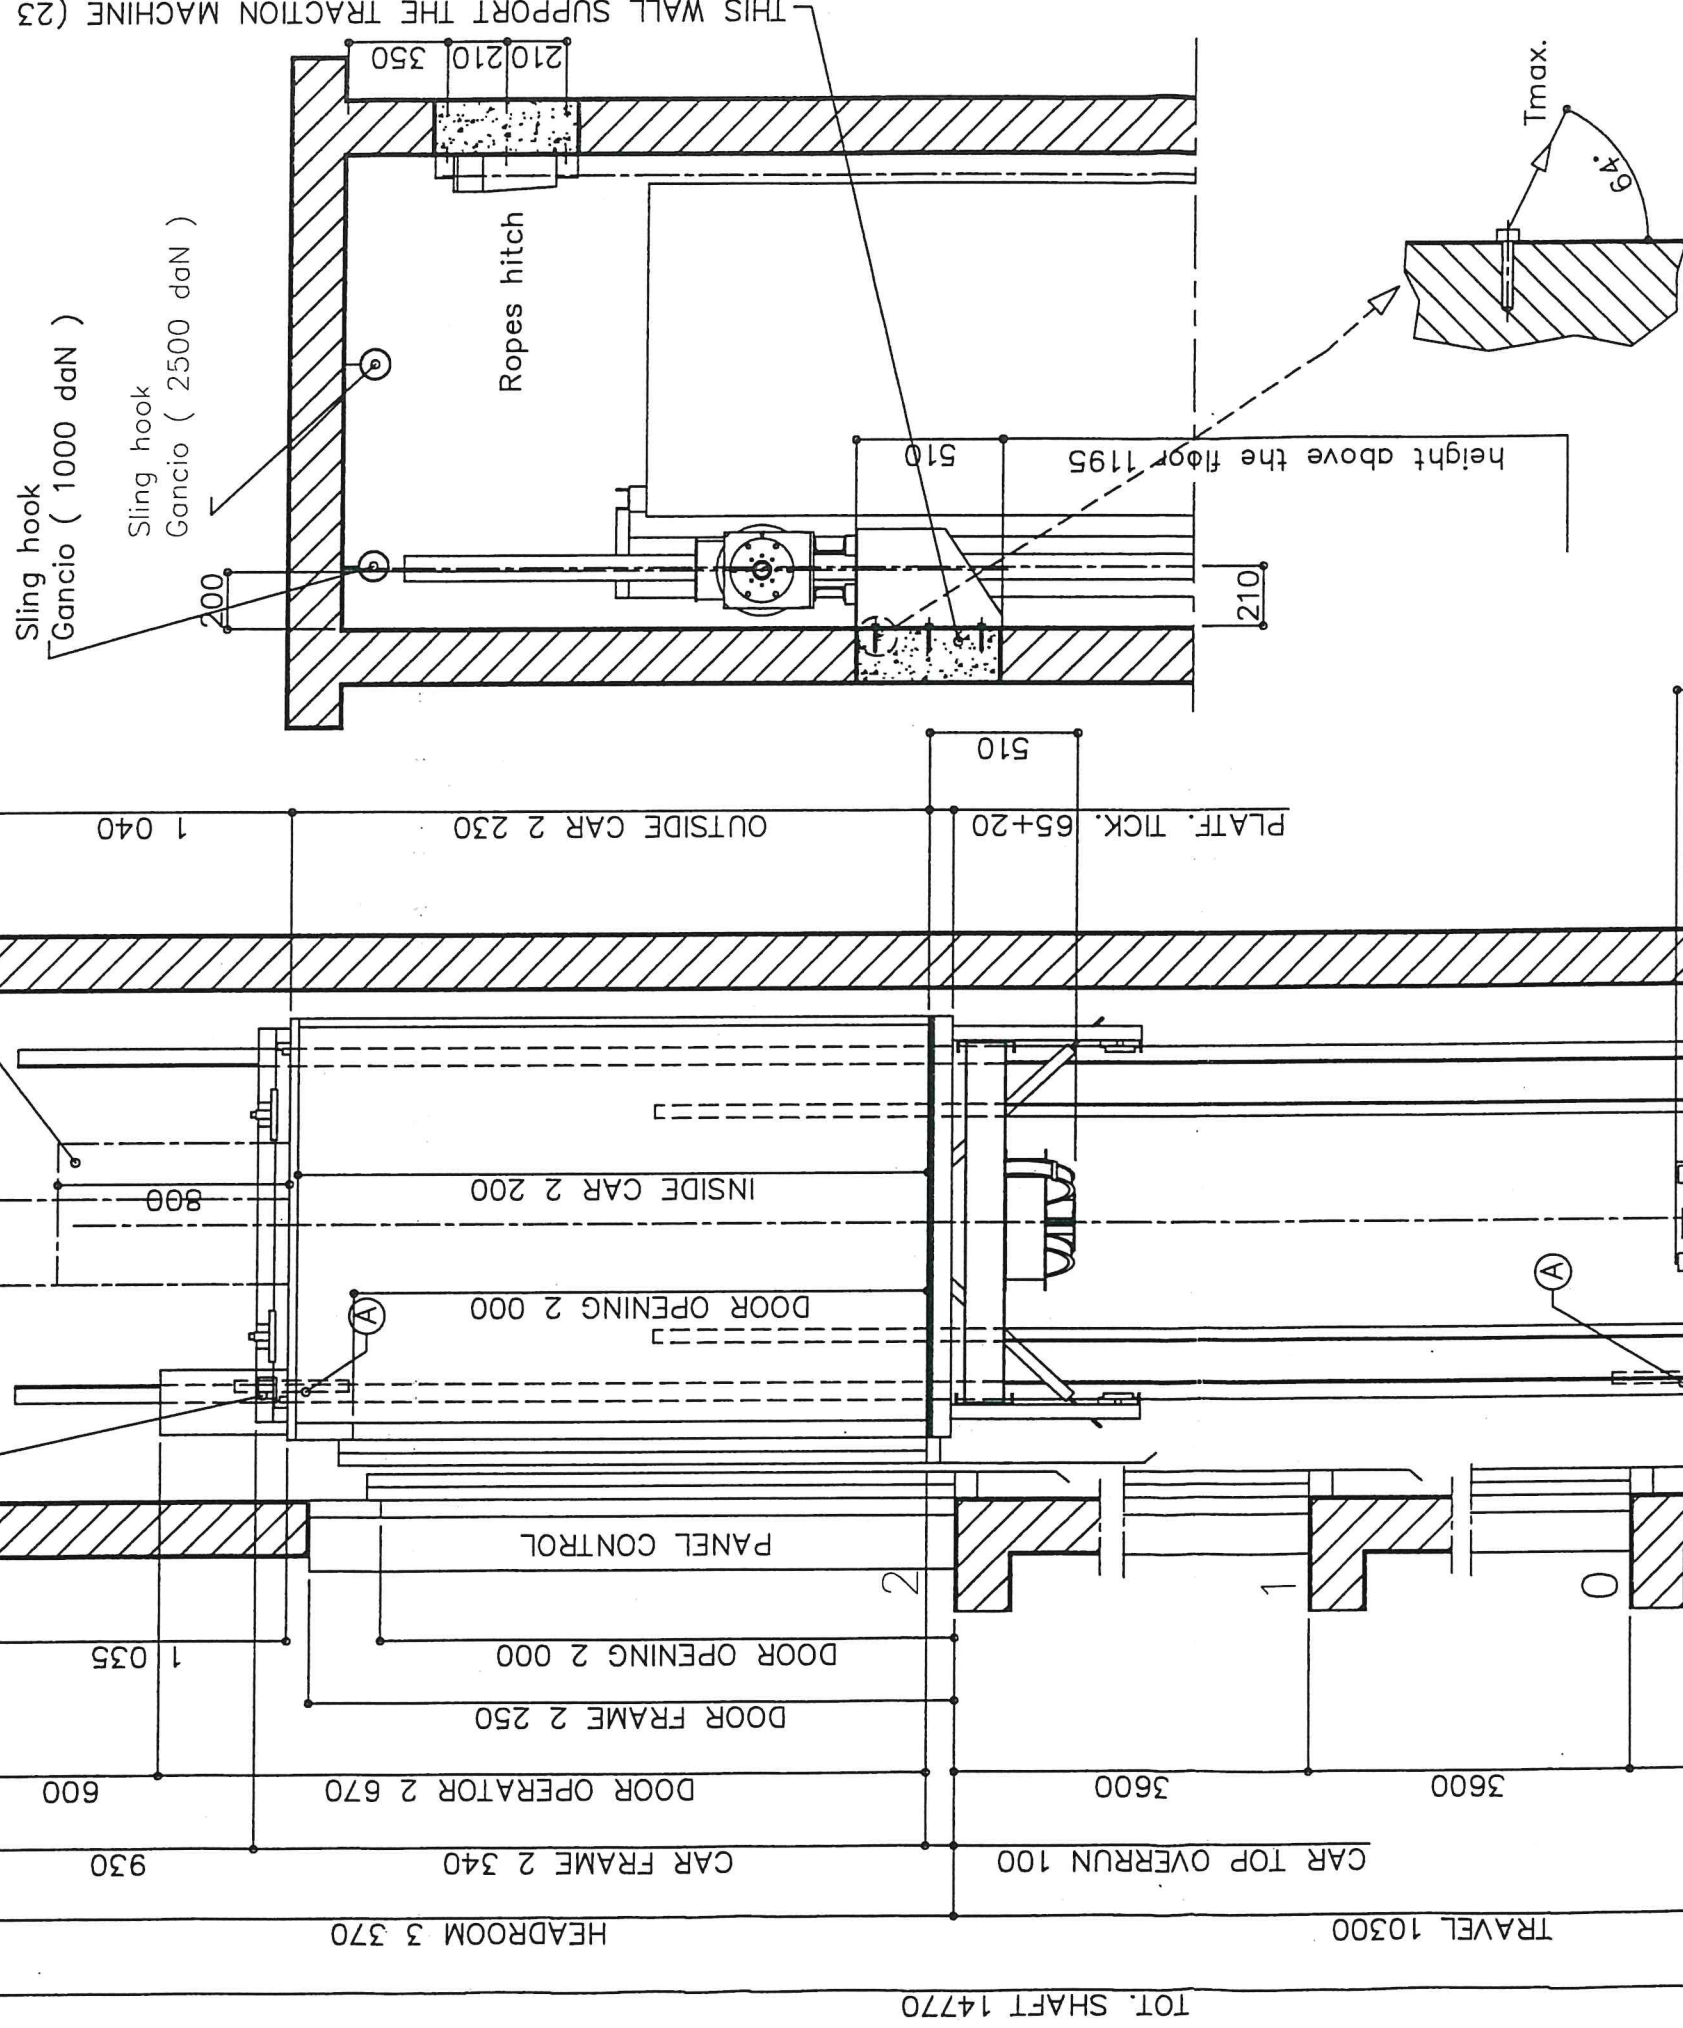 THIS WALL SUPPORT THE TRACTION MACHINE (23
350
210
210
Tmax.
64°
Sling hook
Gancio ( 1000 daN )
Sling hook
Gancio ( 2500 daN )
Ropes hitch
200
510
height above the floor 1195
210
510
1 040
OUTSIDE CAR 2 230
PLATF. TICK. 65+20
800
INSIDE CAR 2 200
DOOR OPENING 2 000
A
A
PANEL CONTROL
2
1
0
1 035
DOOR OPENING 2 000
DOOR FRAME 2 250
600
DOOR OPERATOR 2 670
3600
3600
930
CAR FRAME 2 340
CAR TOP OVERRUN 100
HEADROOM 3 370
TRAVEL 10300
TOT. SHAFT 14770